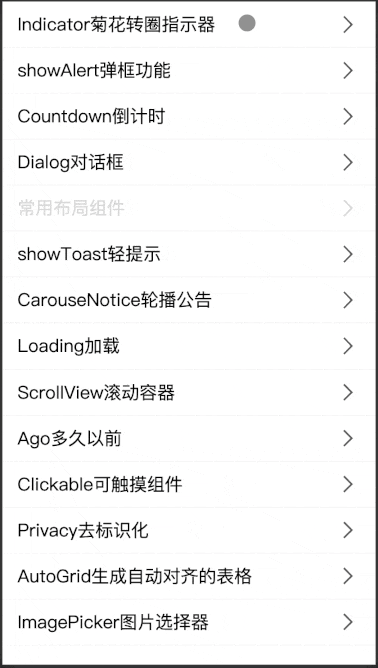 Indicator菊花转圈指示器
showAlert弹框功能
Countdown倒计时
Dialog对话框
常用布局组件
showToast轻提示
CarouseNotice轮播公告
Loading加载
ScrollView滚动容器
Ago多久以前
Clickable可触摸组件
Privacy去标识化
AutoGrid生成自动对齐的表格
ImagePicker图片选择器